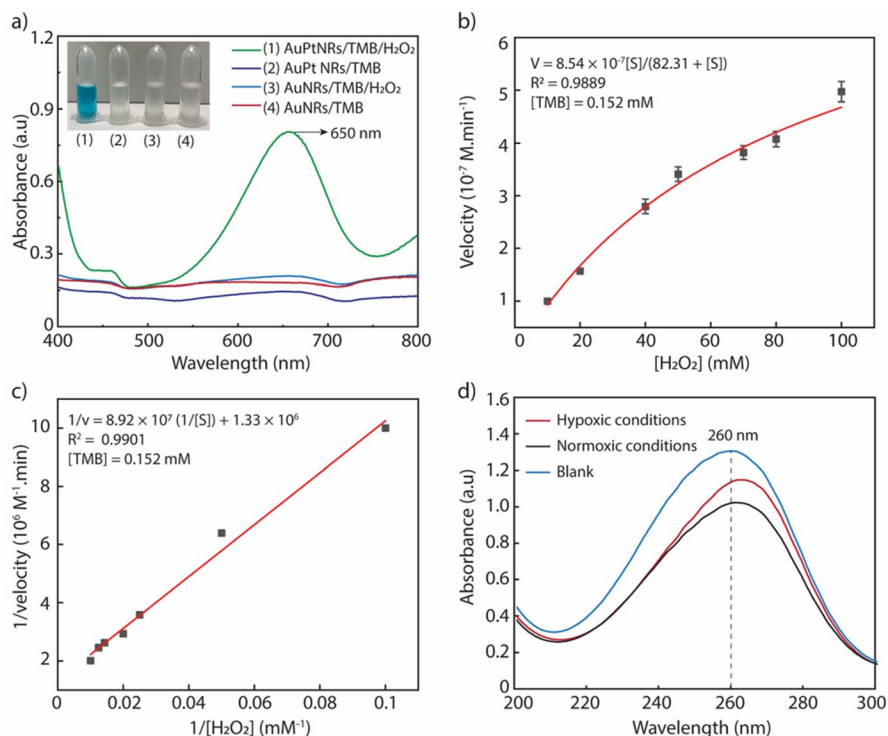 a)
1.2
0.9
0.6
0.3
0
Absorbance (a.u)
(1) AuPtNRs/TMB/H₂O₂
(2) AuPt NRs/TMB
(3) AuNRs/TMB/H₂O₂
(4) AuNRs/TMB
(1) (2) (3) (4)
650 nm
400 500 600 700 800
Wavelength (nm)
b)
6
5
4
3
2
1
Velocity (10⁻⁷ M.min⁻¹)
V = 8.54 × 10⁻⁷[S]/(82.31 + [S])
R² = 0.9889
[TMB] = 0.152 mM
0 20 40 60 80 100
[H₂O₂] (mM)
c)
10
8
6
4
2
1/velocity (10⁶ M⁻¹.min)
1/v = 8.92 × 10⁷ (1/[S]) + 1.33 × 10⁶
R² = 0.9901
[TMB] = 0.152 mM
0 0.02 0.04 0.06 0.08 0.1
1/[H₂O₂] (mM⁻¹)
d)
1.6
1.4
1.2
1.0
0.8
0.6
0.4
0.2
0
Absorbance (a.u)
Hypoxic conditions
Normoxic conditions
Blank
260 nm
200 220 240 260 280 300
Wavelength (nm)